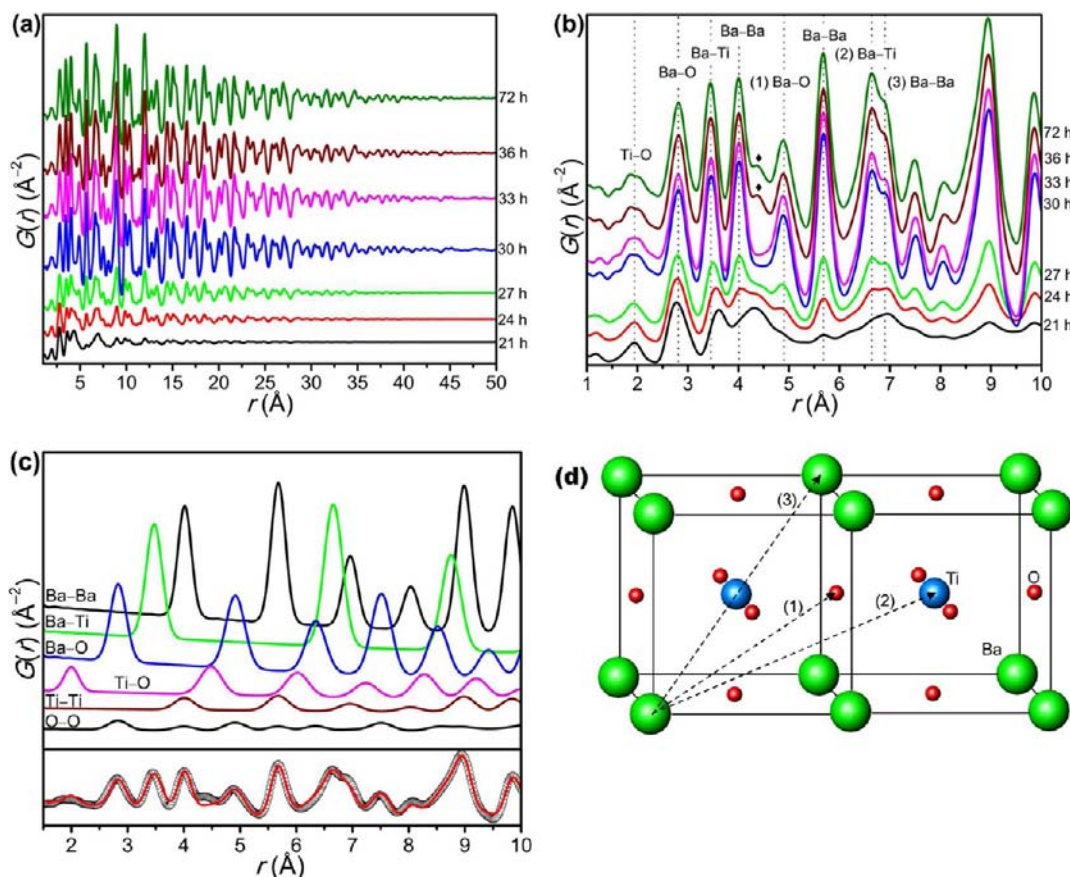 (a)
72 h
36 h
33 h
30 h
27 h
24 h
21 h
G(r) (Å⁻²)
5 10 15 20 25 30 35 40 45 50
r (Å)
(b)
Ba–Ba
Ba–Ba
(2) Ba–Ti
Ba–Ti
Ba–O
(1) Ba–O
(3) Ba–Ba
Ti–O
72 h
36 h
33 h
30 h
27 h
24 h
21 h
G(r) (Å⁻²)
1 2 3 4 5 6 7 8 9 10
r (Å)
(c)
Ba–Ba
Ba–Ti
Ba–O
Ti–O
Ti–Ti
O–O
G(r) (Å⁻²)
2 3 4 5 6 7 8 9 10
r (Å)
(d)
(3)
Ti
O
(1)
(2)
Ba